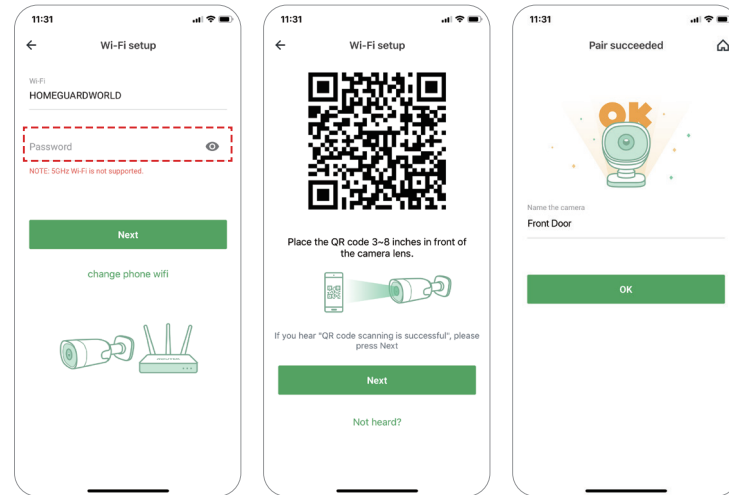 11:31
Wi-Fi setup
Wi-Fi
HOMEGUARDWORLD
Password
NOTE: 5GHz Wi-Fi is not supported.
Next
change phone wifi
11:31
Wi-Fi setup
Place the QR code 3~8 inches in front of
the camera lens.
If you hear "QR code scanning is successful", please
press Next
Next
Not heard?
11:31
Pair succeeded
OK
Name the camera
Front Door
OK